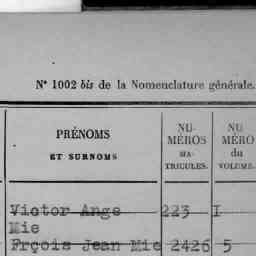 N° 1002 bis de la Nomenclature générale.
PRÉNOMS
ET SURNOMS
NU-
MÉROS
MA-
TRICULES.
NU
MÉRO
du
VOLUME.
Victor Ange 223 I
Mie
Frçois Jean Mie 2426 5